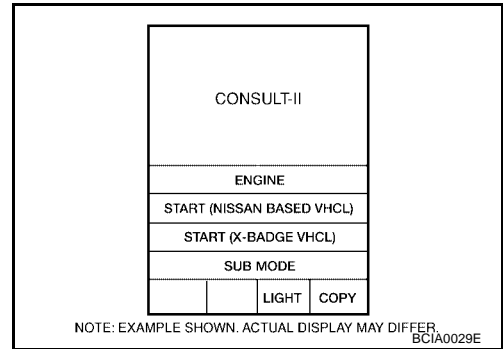 CONSULT-II
ENGINE
START (NISSAN BASED VHCL)
START (X-BADGE VHCL)
SUB MODE
LIGHT COPY
NOTE: EXAMPLE SHOWN. ACTUAL DISPLAY MAY DIFFER.
BCIA0029E